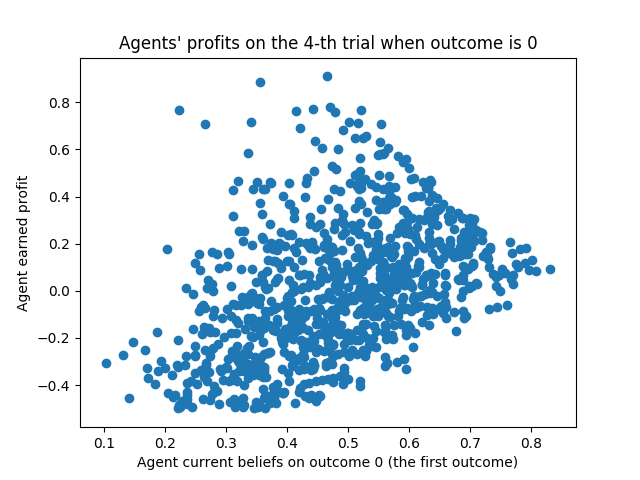 Agents' profits on the 4-th trial when outcome is 0
Agent earned profit
0.8
0.6
0.4
0.2
0.0
−0.2
−0.4
0.1 0.2 0.3 0.4 0.5 0.6 0.7 0.8
Agent current beliefs on outcome 0 (the first outcome)